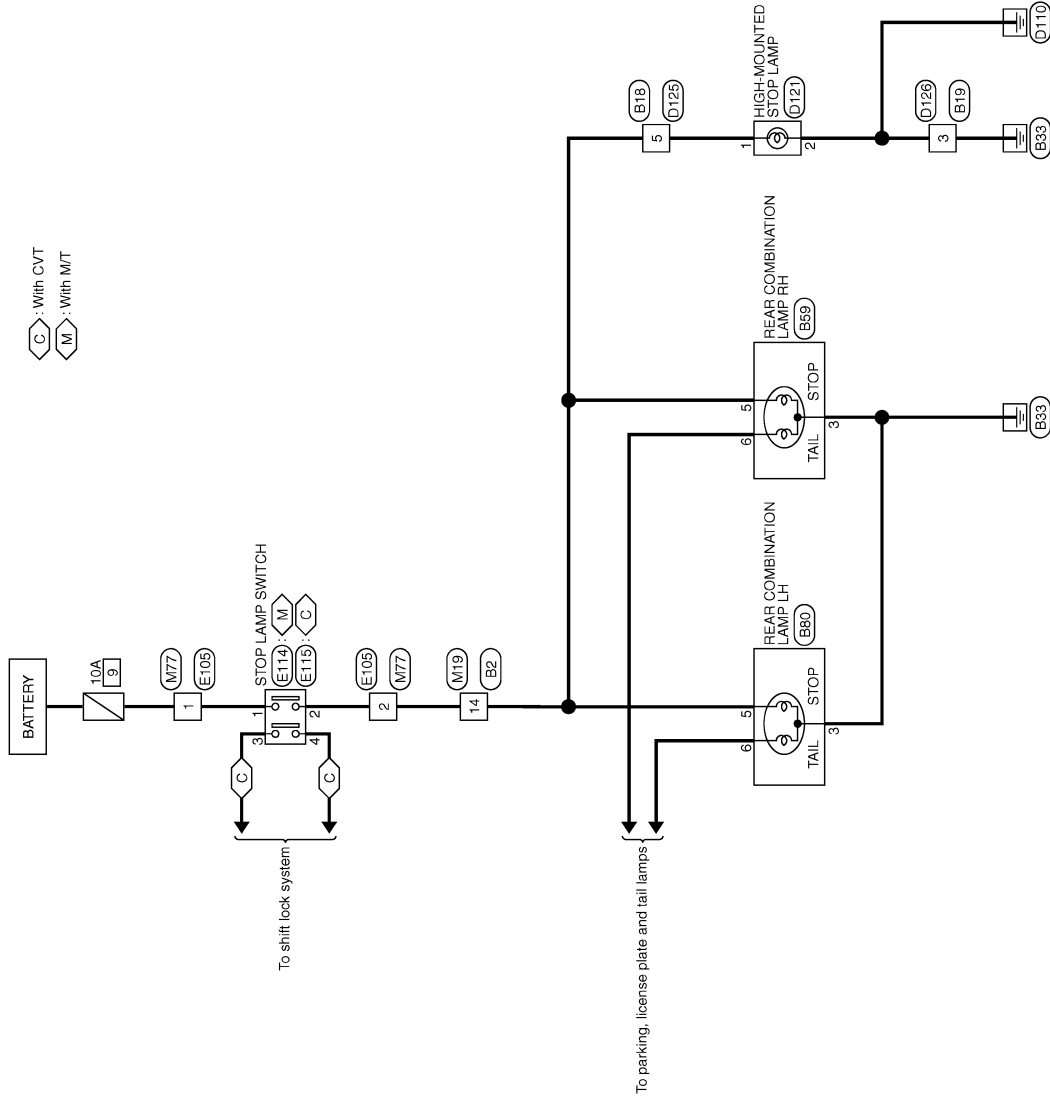 C : With CVT
M : With M/T
BATTERY
10A
9
M77
1
E105
STOP LAMP SWITCH
E114 : M
E115 : C
1
3
2
4
C
C
To shift lock system
E105
2
M77
M19
14
B2
To parking, license plate and tail lamps
REAR COMBINATION
LAMP LH
B80
5
6
STOP
TAIL
3
REAR COMBINATION
LAMP RH
B59
5
6
STOP
TAIL
3
B33
B18
5
D125
HIGH-MOUNTED
STOP LAMP
D121
1
2
D126
3
B19
B33
D110